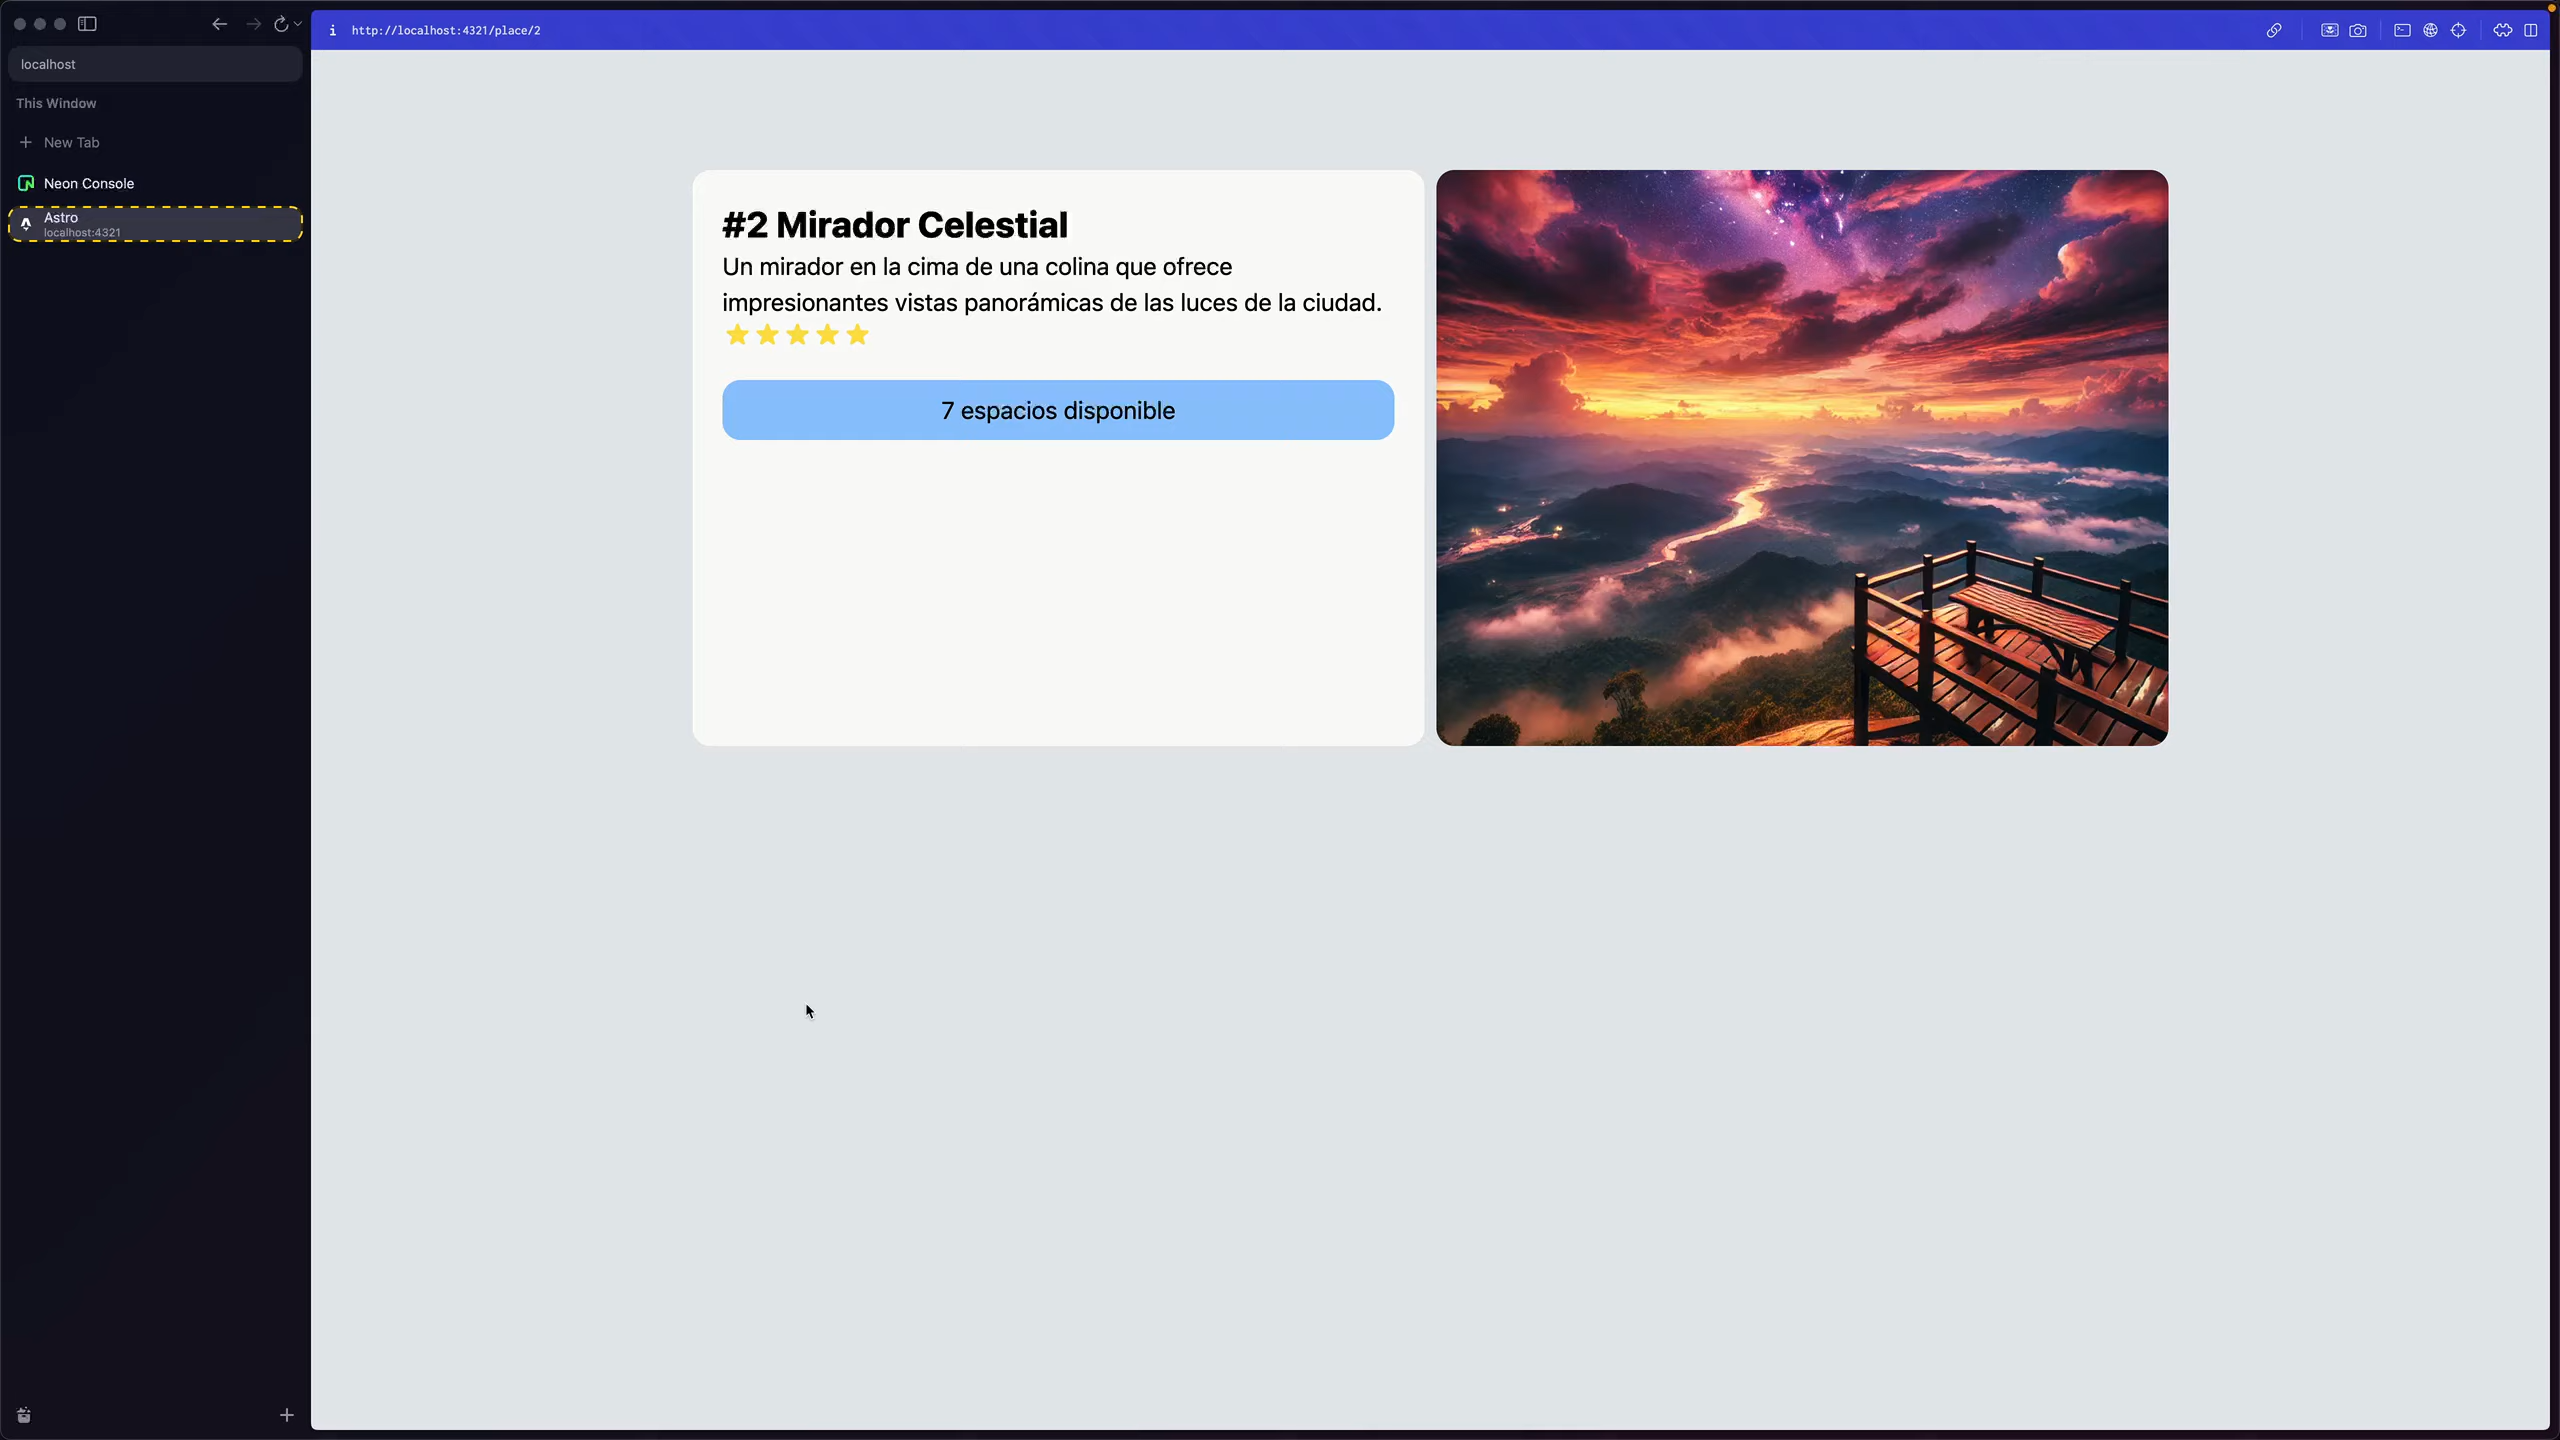 localhost
This Window
New Tab
Neon Console
Astro
localhost:4321
http://localhost:4321/place/2
#2 Mirador Celestial
Un mirador en la cima de una colina que ofrece
impresionantes vistas panorámicas de las luces de la ciudad.
7 espacios disponible